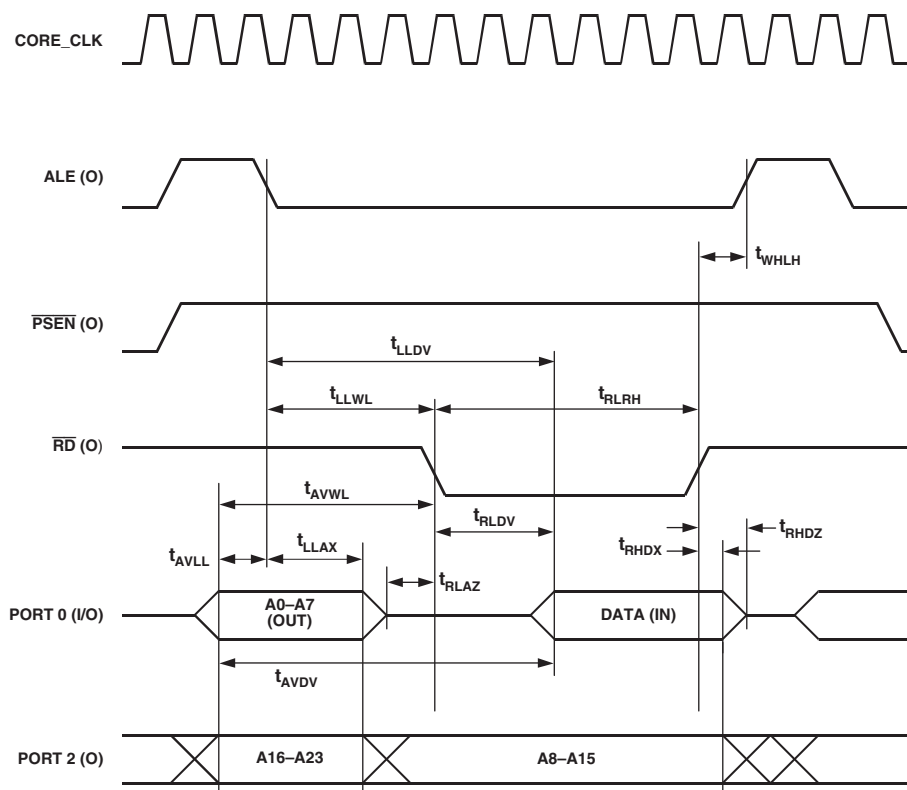 CORE_CLK
ALE (O)
tWHLH
PSEN (O)
tLLDV
tLLWL
tRLRH
RD (O)
tAVWL
tRLDV
tRHDZ
tAVLL
tLLAX
tRHDX
tRLAZ
PORT 0 (I/O)
A0–A7
(OUT)
DATA (IN)
tAVDV
PORT 2 (O)
A16–A23
A8–A15